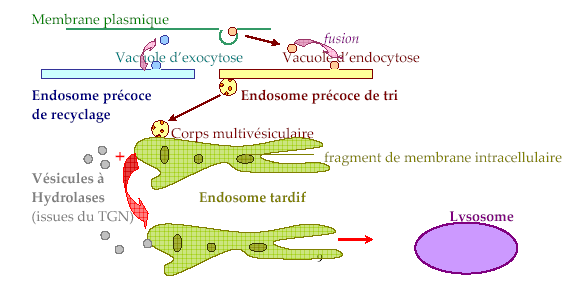 Membrane plasmique
fusion
Vacuole d'exocytose
Vacuole d'endocytose
Endosome précoce
de recyclage
Endosome précoce de tri
Corps multivésiculaire
+
fragment de membrane intracellulaire
Vésicules à
Hydrolases
(issues du TGN)
Endosome tardif
Lysosome